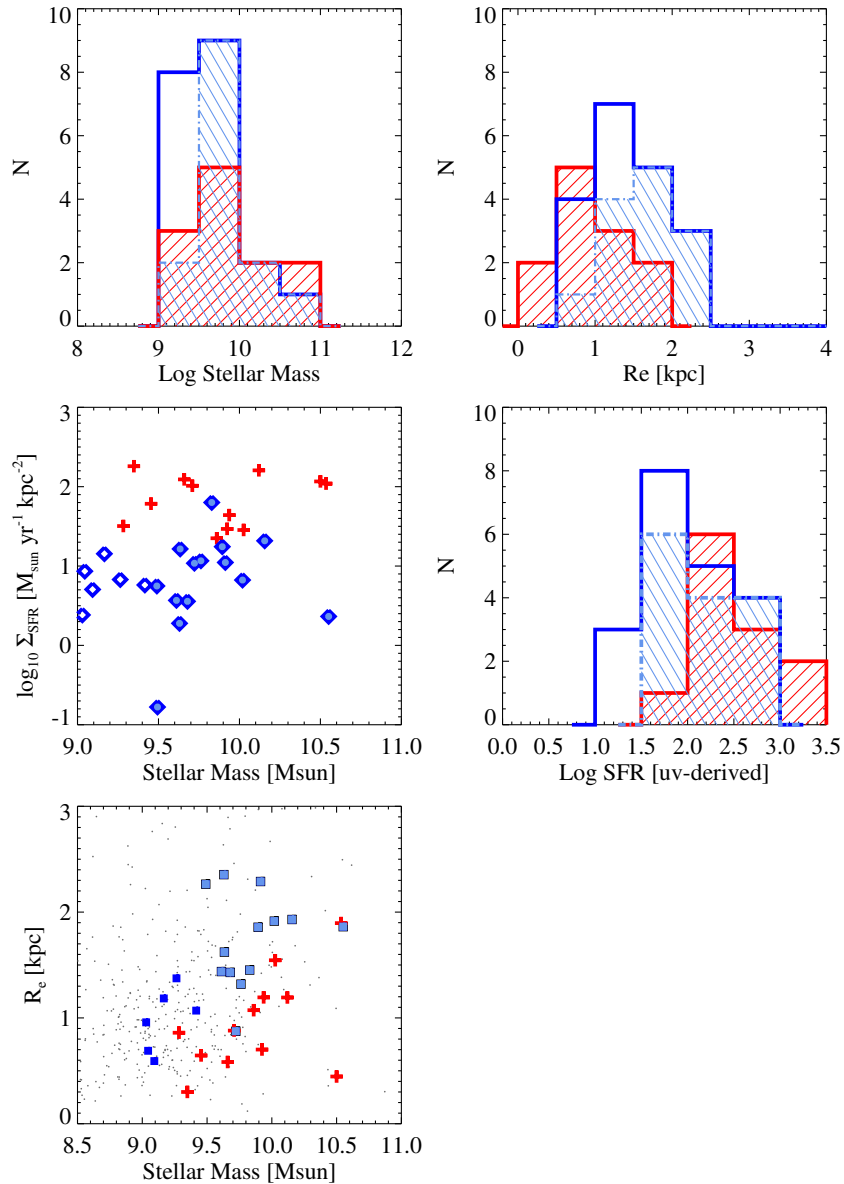 10
8
6
4
2
0
N
8 9 10 11 12
Log Stellar Mass
10
8
6
4
2
0
N
0 1 2 3 4
Re [kpc]
3
2
1
0
-1
log₁₀ Σ_SFR [M_sun yr⁻¹ kpc⁻²]
9.0 9.5 10.0 10.5 11.0
Stellar Mass [Msun]
10
8
6
4
2
0
N
0.0 0.5 1.0 1.5 2.0 2.5 3.0 3.5
Log SFR [uv-derived]
3
2
1
0
R_e [kpc]
8.5 9.0 9.5 10.0 10.5 11.0
Stellar Mass [Msun]